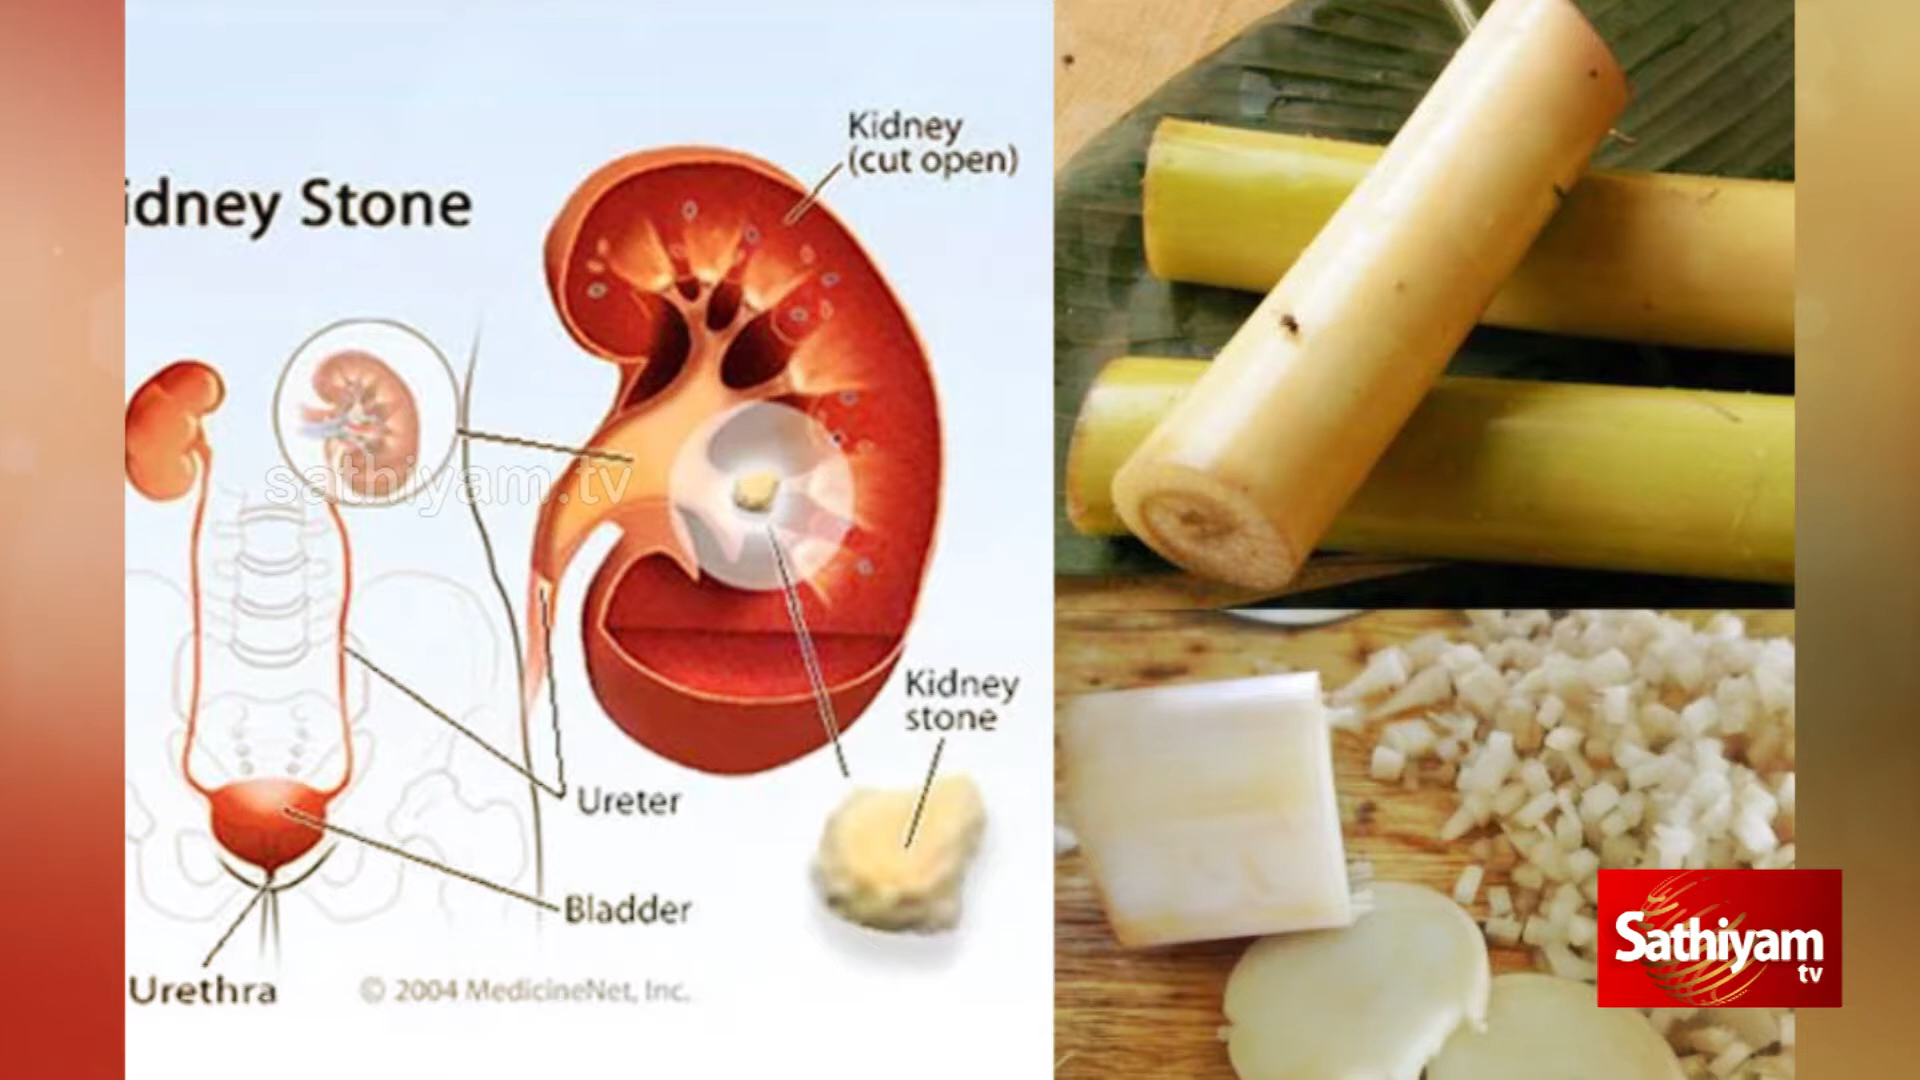 idney Stone
Kidney
(cut open)
sathiyam.tv
Kidney
stone
Ureter
Bladder
Urethra
© 2004 MedicineNet, Inc.
Sathiyam
tv